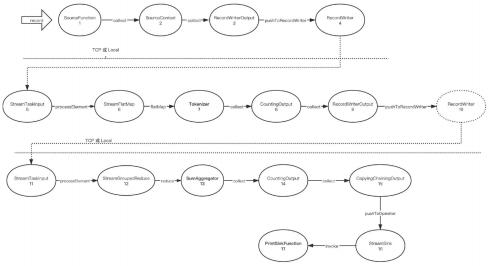 record
SourceFunction
1
collect
SourceContext
2
collect
RecordWriterOutput
3
pushToRecordWriter
RecordWriter
4
TCP 或 Local
StreamTaskInput
5
processElement
StreamFlatMap
6
flatMap
Tokenizer
7
collect
CountingOutput
8
collect
RecordWriterOutput
9
pushToRecordWriter
RecordWriter
10
TCP 或 Local
StreamTaskInput
11
processElement
StreamGroupedReduce
12
reduce
SumAggregator
13
collect
CountingOutput
14
collect
CopyingChainingOutput
15
pushToOperator
StreamSink
16
invoke
PrintSinkFunction
17